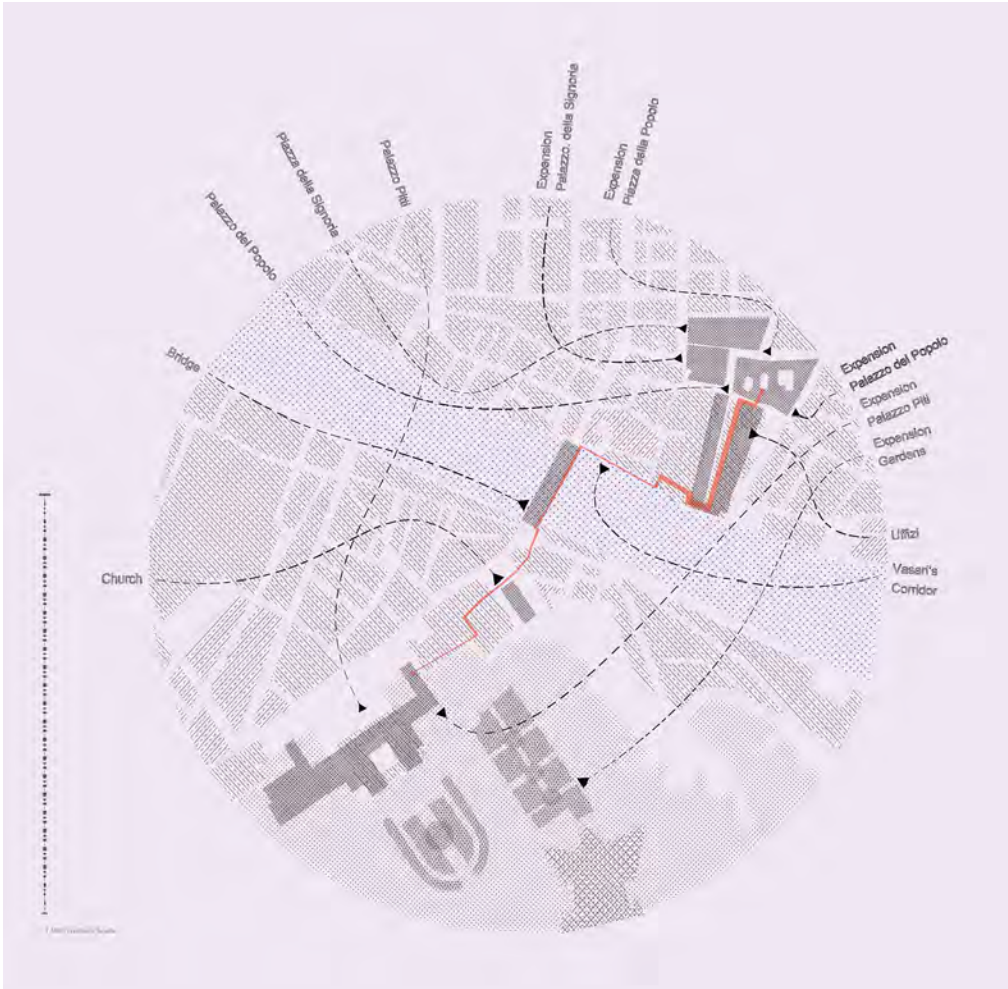 Expension
Palazzo. della Signoria
Expension
Piazza della Popolo
Palazzo Pitti
Piazza della Signoria
Palazzo del Popolo
Bridge
Expension
Palazzo del Popolo
Expension
Palazzo Piti
Expension
Gardens
Uffizi
Vasari's
Corridor
Church